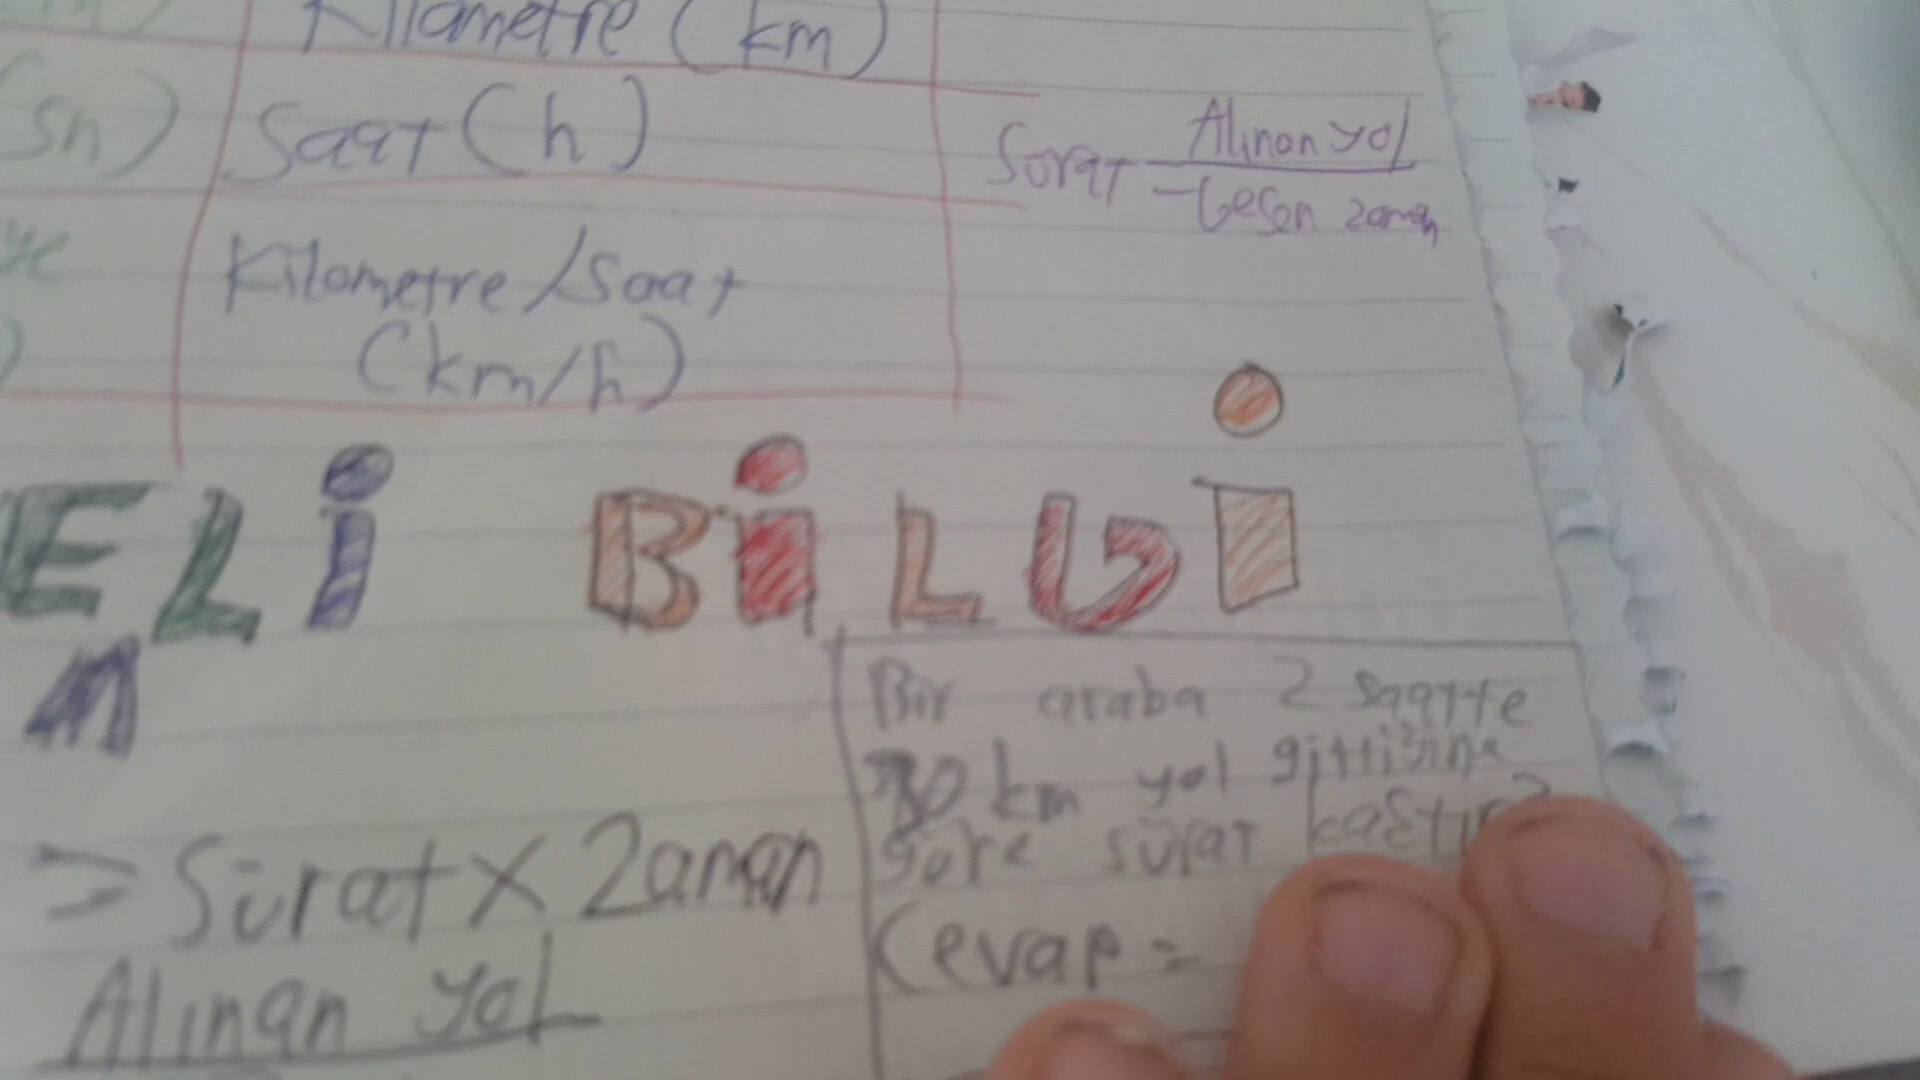 Kilometre (km)
(sn) Saat (h)
Sürat = Alınan yol
Geçen zaman
Kilometre/Saat
(km/h)
ELİ BİLGİ
Bir araba 2 saatte
km yol gittiğine
göre sürat kaçtır?
Cevap =
= Sürat x Zaman
Alınan yol